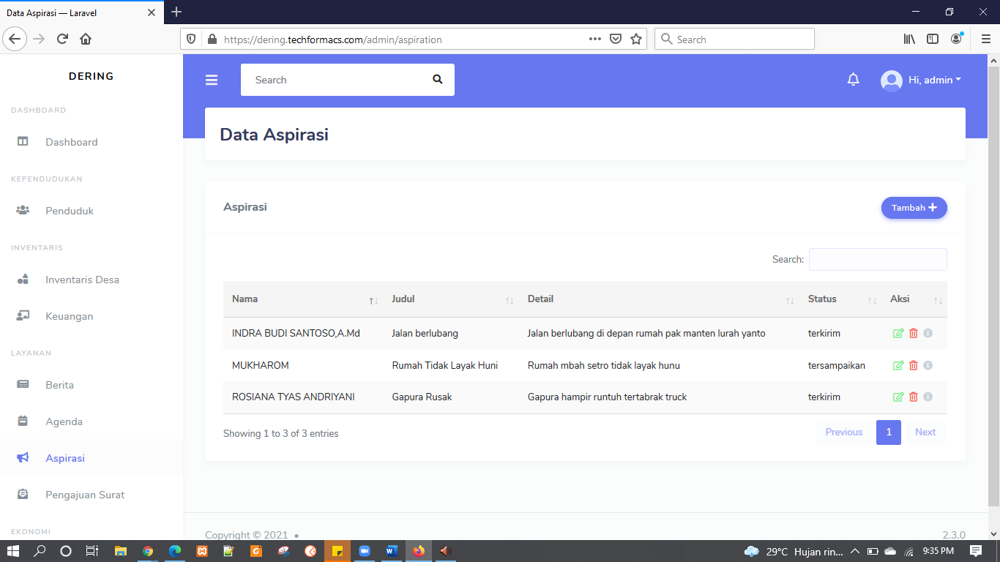 Data Aspirasi — Laravel
https://dering.techformacs.com/admin/aspiration
Search
DERING
DASHBOARD
Dashboard
KEPENDUDUKAN
Penduduk
INVENTARIS
Inventaris Desa
Keuangan
LAYANAN
Berita
Agenda
Aspirasi
Pengajuan Surat
EKONOMI
Search
Hi, admin
Data Aspirasi
Aspirasi
Tambah
Search:
Nama Judul Detail Status Aksi
INDRA BUDI SANTOSO,A.Md Jalan berlubang Jalan berlubang di depan rumah pak manten lurah yanto terkirim
MUKHAROM Rumah Tidak Layak Huni Rumah mbah setro tidak layak hunu tersampaikan
ROSIANA TYAS ANDRIYANI Gapura Rusak Gapura hampir runtuh tertabrak truck terkirim
Showing 1 to 3 of 3 entries
Previous 1 Next
Copyright © 2021 •
2.3.0
29°C Hujan rin... 9:35 PM